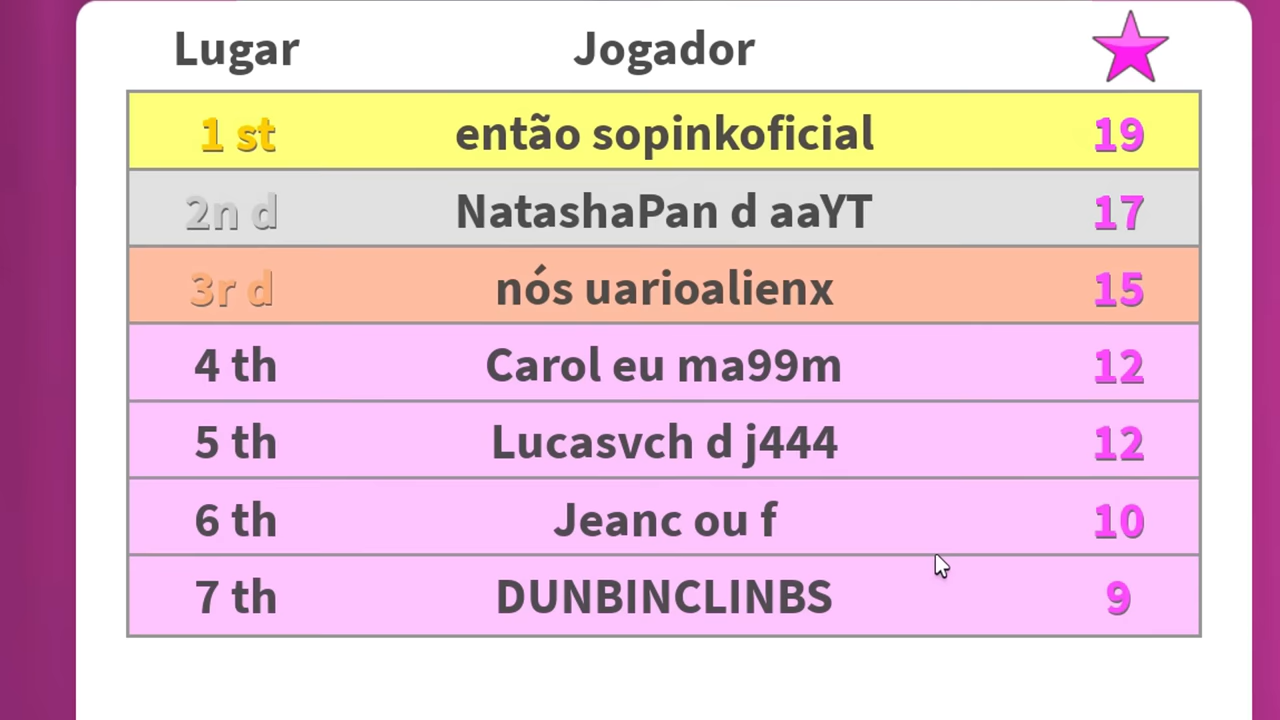 Lugar Jogador
1 st então sopinkoficial 19
2n d NatashaPan d aaYT 17
3r d nós uarioalienx 15
4 th Carol eu ma99m 12
5 th Lucasvch d j444 12
6 th Jeanc ou f 10
7 th DUNBINCLINBS 9